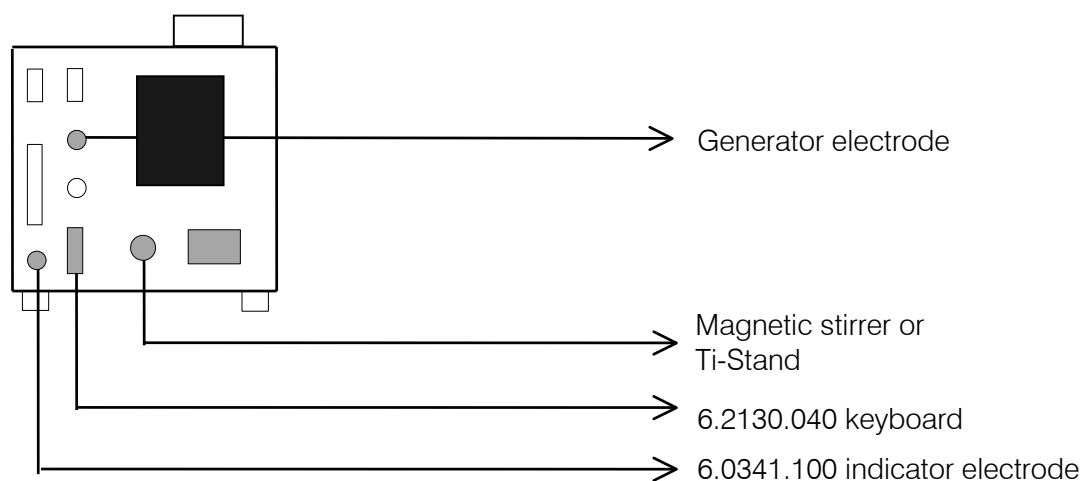 Generator electrode
Magnetic stirrer or
Ti-Stand
6.2130.040 keyboard
6.0341.100 indicator electrode